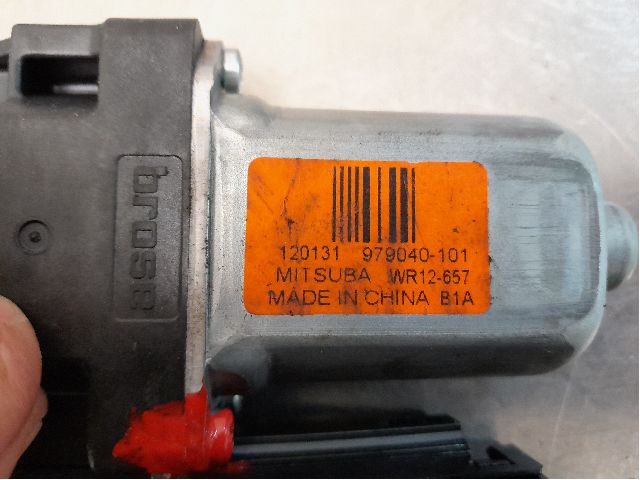 brose
120131 979040-101
MITSUBA WR12-657
MADE IN CHINA B1A